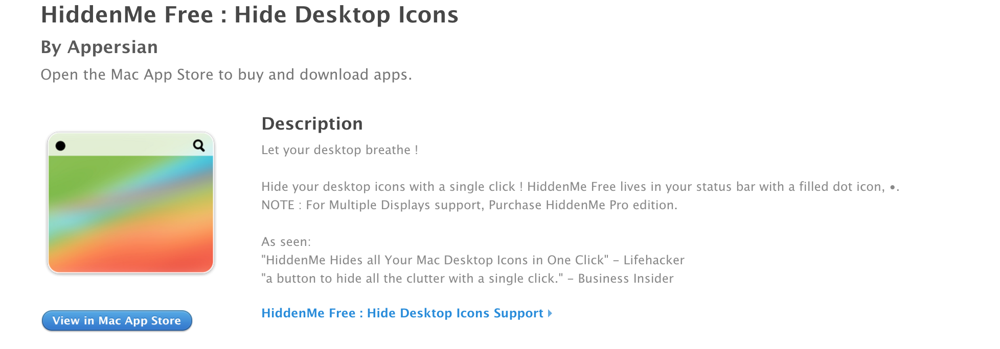 HiddenMe Free : Hide Desktop Icons
By Appersian
Open the Mac App Store to buy and download apps.
Description
Let your desktop breathe !
Hide your desktop icons with a single click ! HiddenMe Free lives in your status bar with a filled dot icon, •.
NOTE : For Multiple Displays support, Purchase HiddenMe Pro edition.
As seen:
"HiddenMe Hides all Your Mac Desktop Icons in One Click" – Lifehacker
"a button to hide all the clutter with a single click." – Business Insider
HiddenMe Free : Hide Desktop Icons Support
View in Mac App Store